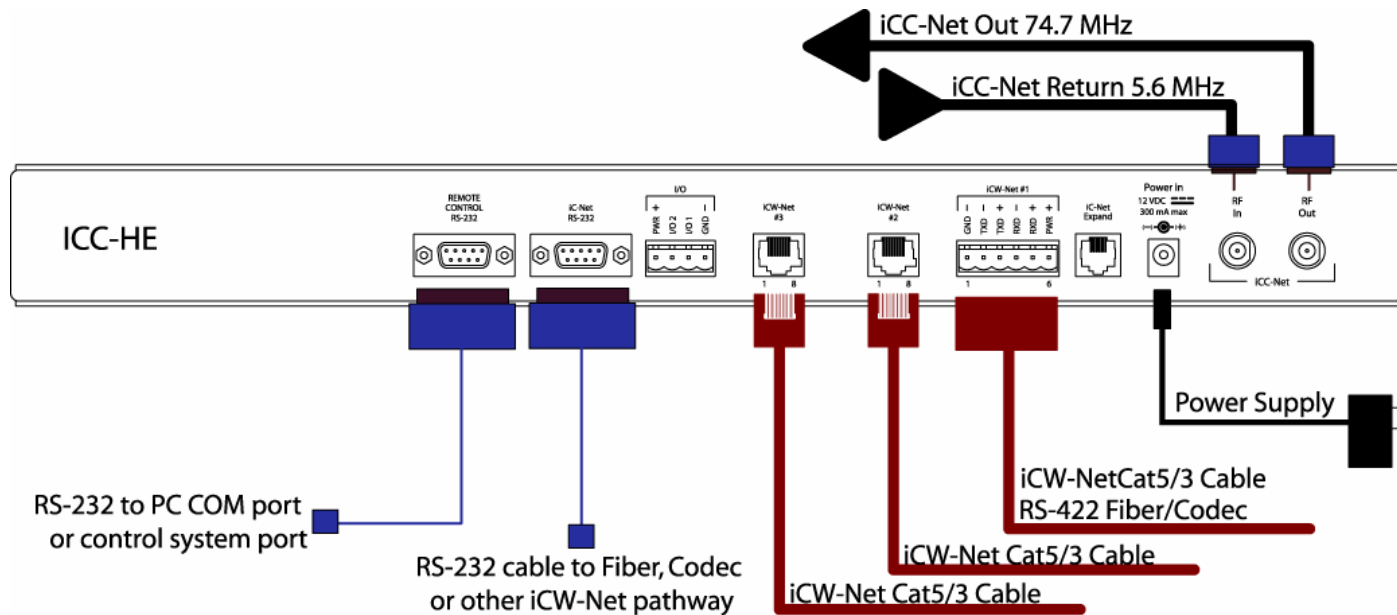 iCC-Net Out 74.7 MHz
iCC-Net Return 5.6 MHz
ICC-HE
REMOTE
CONTROL
RS-232
iC-Net
RS-232
I/O
+ −
PWR
I/O 2
I/O 1
GND
iCW-Net
#3
1 8
iCW-Net
#2
1 8
iCW-Net #1
− − + − + +
GND
TXD
TXD
RXD
RXD
PWR
1 6
iC-Net
Expand
Power in
12 VDC
300 mA max
RF
In
RF
Out
iCC-Net
Power Supply
iCW-NetCat5/3 Cable
RS-422 Fiber/Codec
RS-232 to PC COM port
or control system port
iCW-Net Cat5/3 Cable
RS-232 cable to Fiber, Codec
or other iCW-Net pathway
iCW-Net Cat5/3 Cable